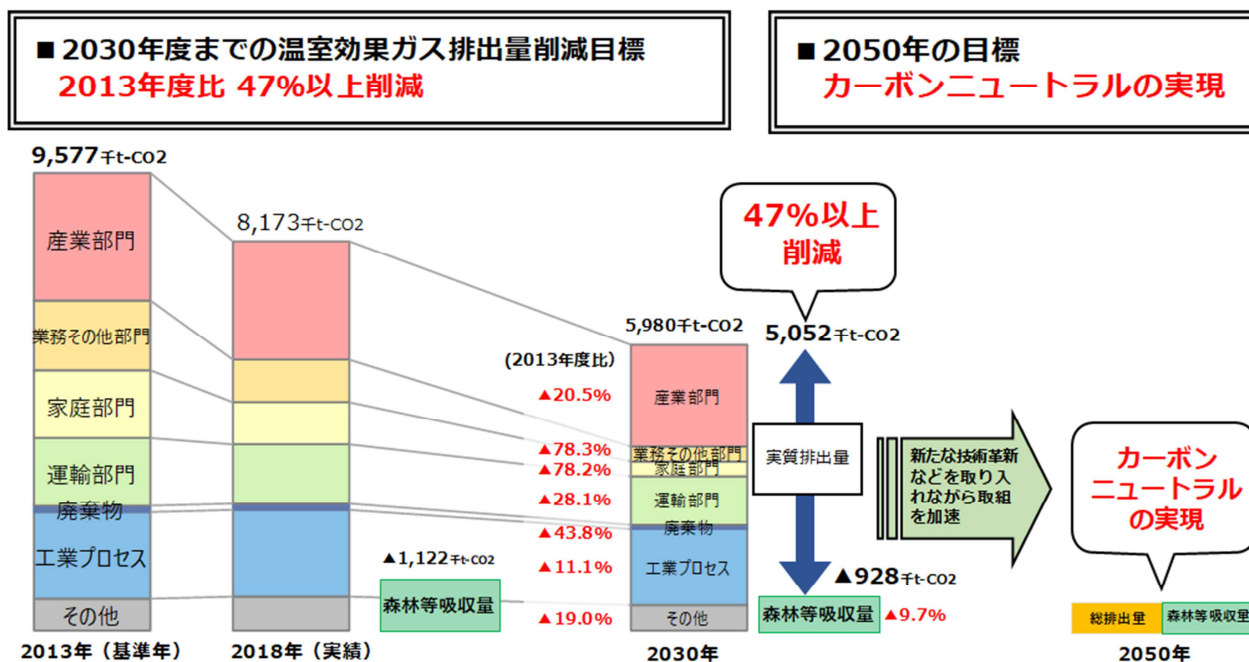 ■ 2030年度までの温室効果ガス排出量削減目標
2013年度比 47%以上削減
■ 2050年の目標
カーボンニュートラルの実現
9,577千t-CO2
産業部門
業務その他部門
家庭部門
運輸部門
廃棄物
工業プロセス
その他
2013年（基準年）
8,173千t-CO2
2018年（実績）
▲1,122千t-CO2
森林等吸収量
(2013年度比)
▲20.5%
▲78.3%
▲78.2%
▲28.1%
▲43.8%
▲11.1%
▲19.0%
5,980千t-CO2
産業部門
業務その他部門
家庭部門
運輸部門
廃棄物
工業プロセス
その他
2030年
47%以上
削減
5,052千t-CO2
実質排出量
▲928千t-CO2
森林等吸収量
▲9.7%
新たな技術革新
などを取り入
れながら取組
を加速
カーボン
ニュートラル
の実現
総排出量
森林等吸収量
2050年